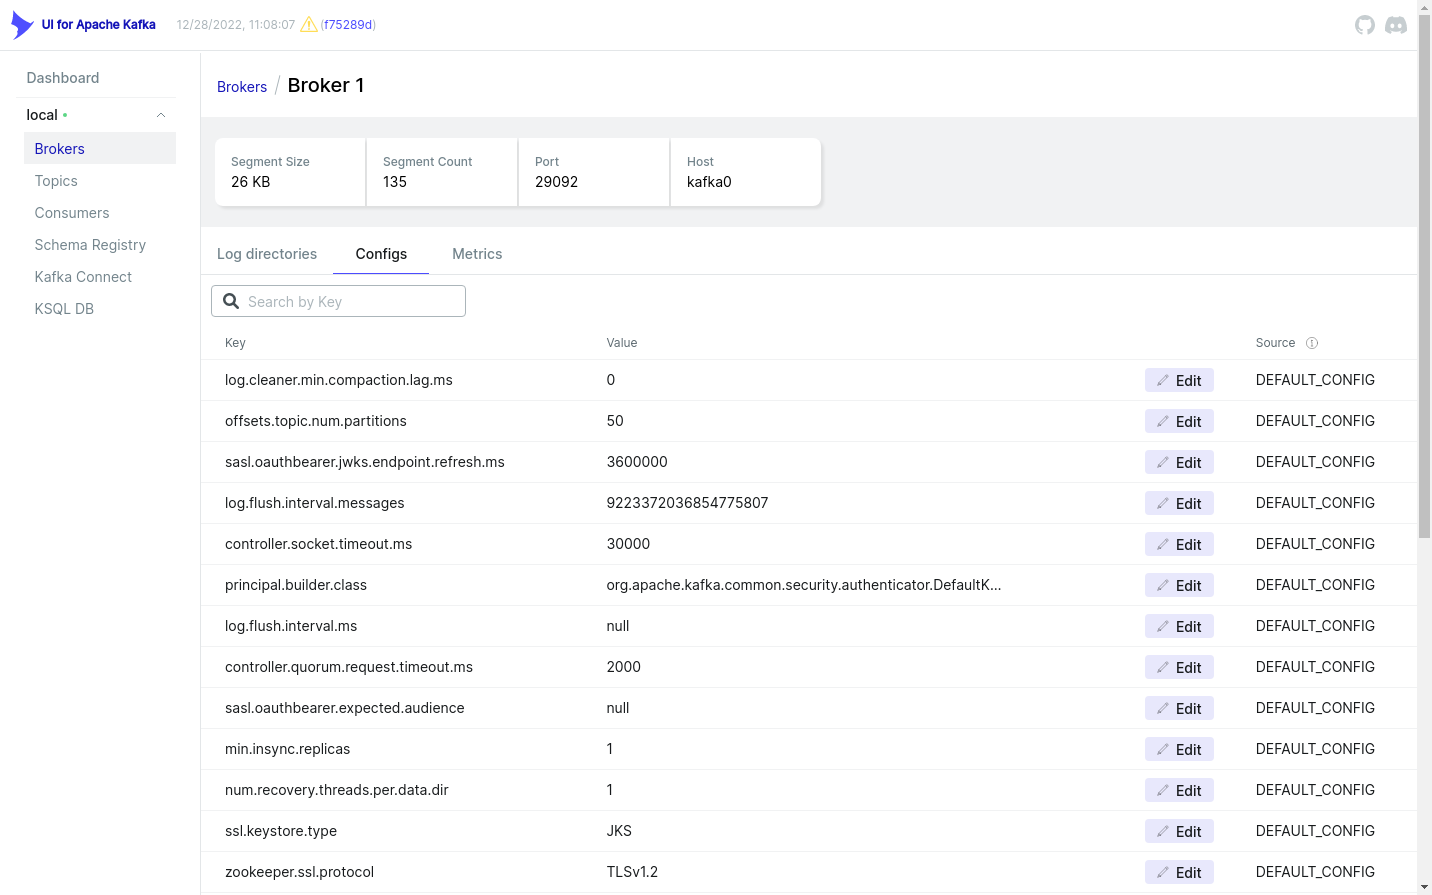 UI for Apache Kafka 12/28/2022, 11:08:07 (f75289d)
Dashboard
local
Brokers
Topics
Consumers
Schema Registry
Kafka Connect
KSQL DB
Brokers / Broker 1
Segment Size Segment Count Port Host
26 KB 135 29092 kafka0
Log directories Configs Metrics
Search by Key
Key Value Source
log.cleaner.min.compaction.lag.ms 0 Edit DEFAULT_CONFIG
offsets.topic.num.partitions 50 Edit DEFAULT_CONFIG
sasl.oauthbearer.jwks.endpoint.refresh.ms 3600000 Edit DEFAULT_CONFIG
log.flush.interval.messages 9223372036854775807 Edit DEFAULT_CONFIG
controller.socket.timeout.ms 30000 Edit DEFAULT_CONFIG
principal.builder.class org.apache.kafka.common.security.authenticator.DefaultK... Edit DEFAULT_CONFIG
log.flush.interval.ms null Edit DEFAULT_CONFIG
controller.quorum.request.timeout.ms 2000 Edit DEFAULT_CONFIG
sasl.oauthbearer.expected.audience null Edit DEFAULT_CONFIG
min.insync.replicas 1 Edit DEFAULT_CONFIG
num.recovery.threads.per.data.dir 1 Edit DEFAULT_CONFIG
ssl.keystore.type JKS Edit DEFAULT_CONFIG
zookeeper.ssl.protocol TLSv1.2 Edit DEFAULT_CONFIG